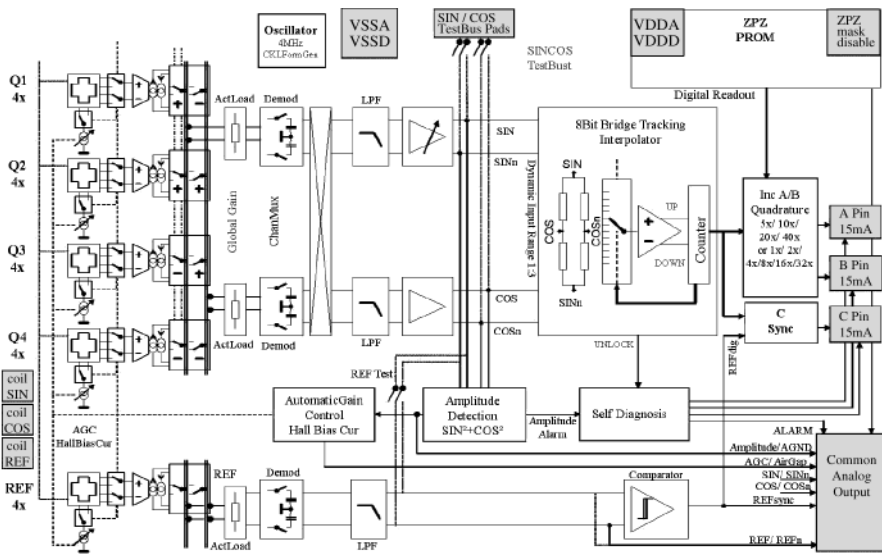 Oscillator
4MHz
CKLFormGen
VSSA
VSSD
SIN / COS
TestBus Pads
SINCOS
TestBust
VDDA
VDDD
ZPZ
PROM
ZPZ
mask
disable
Digital Readout
Q1
4x
Q2
4x
Q3
4x
Q4
4x
coil
SIN
coil
COS
coil
REF
AGC
HallBiasCur
REF
4x
ActLoad
Demod
LPF
Global Gain
ChanMux
ActLoad
Demod
LPF
SIN
SINn
COS
COSn
Dynamic Input Range 1:3
8Bit Bridge Tracking
Interpolator
SIN
COS
COSn
SINn
UP
DOWN
Counter
Inc A/B
Quadrature
5x/ 10x/
20x/ 40x
or 1x/ 2x/
4x/8x/16x/32x
A Pin
15mA
B Pin
15mA
C Pin
15mA
C
Sync
UNLOCK
REFdig
REF Test
AutomaticGain
Control
Hall Bias Cur
Amplitude
Detection
SIN²+COS²
Amplitude
Alarm
Self Diagnosis
ALARM
Amplitude/AGND
AGC/ AirGap
SIN/ SINn
COS/ COSn
REFsync
REF/ REFn
Common
Analog
Output
REF
ActLoad
Demod
LPF
Comparator